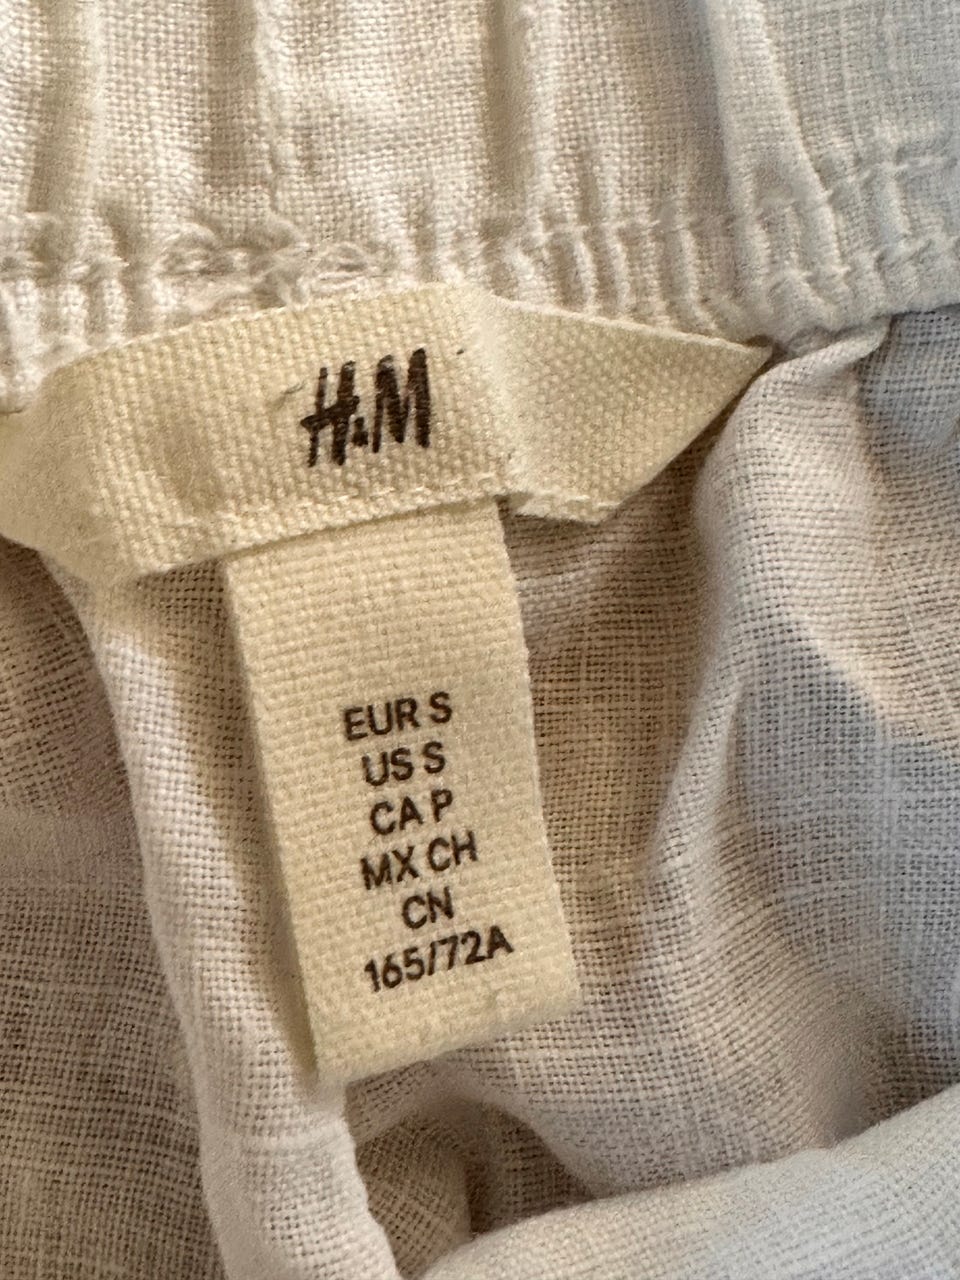 H&M
EUR S
US S
CA P
MX CH
CN
165/72A